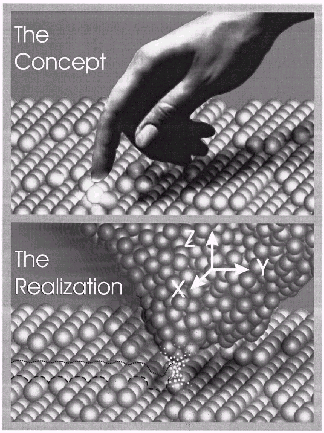 The
Concept
The
Realization
Z
Y
X